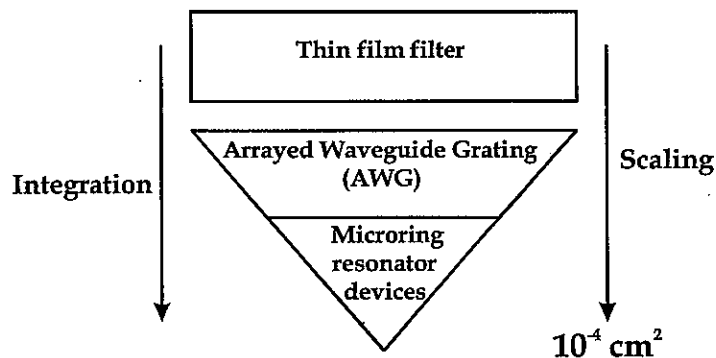 Thin film filter
Arrayed Waveguide Grating
(AWG)
Integration
Scaling
Microring
resonator
devices
10⁻⁴ cm²